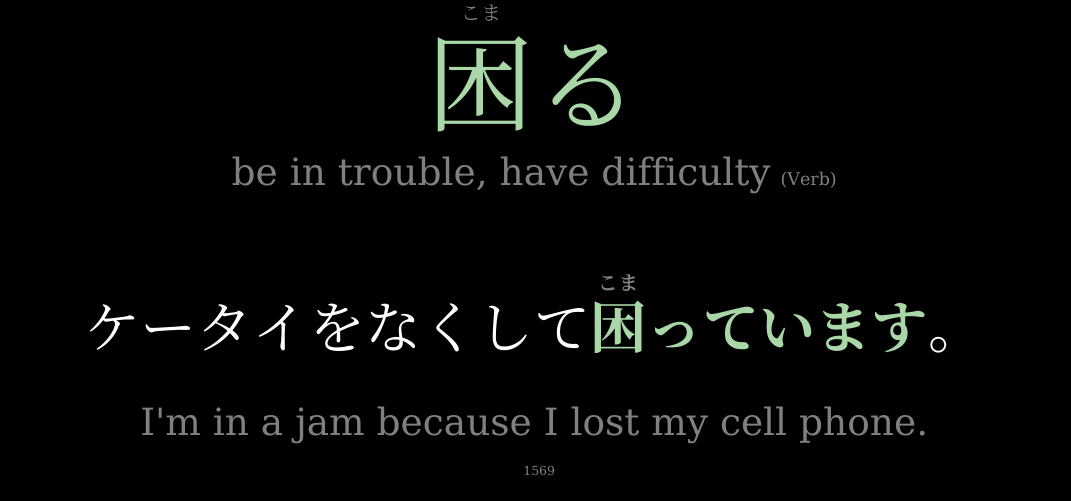 こま
困る
be in trouble, have difficulty (Verb)
こま
ケータイをなくして困っています。
I'm in a jam because I lost my cell phone.
1569